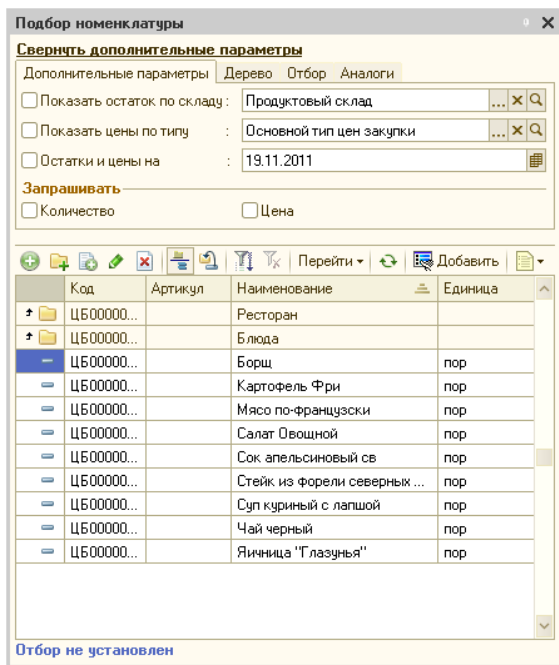 Подбор номенклатуры
Свернуть дополнительные параметры
Дополнительные параметры Дерево Отбор Аналоги
Показать остаток по складу : Продуктовый склад ...
Показать цены по типу : Основной тип цен закупки ...
Остатки и цены на : 19.11.2011
Запрашивать
Количество Цена
Перейти Добавить
Код Артикул Наименование Единица
ЦБ00000... Ресторан
ЦБ00000... Блюда
ЦБ00000... Борщ пор
ЦБ00000... Картофель Фри пор
ЦБ00000... Мясо по-французски пор
ЦБ00000... Салат Овощной пор
ЦБ00000... Сок апельсиновый св пор
ЦБ00000... Стейк из форели северных ... пор
ЦБ00000... Суп куриный с лапшой пор
ЦБ00000... Чай черный пор
ЦБ00000... Яичница "Глазунья" пор
Отбор не установлен